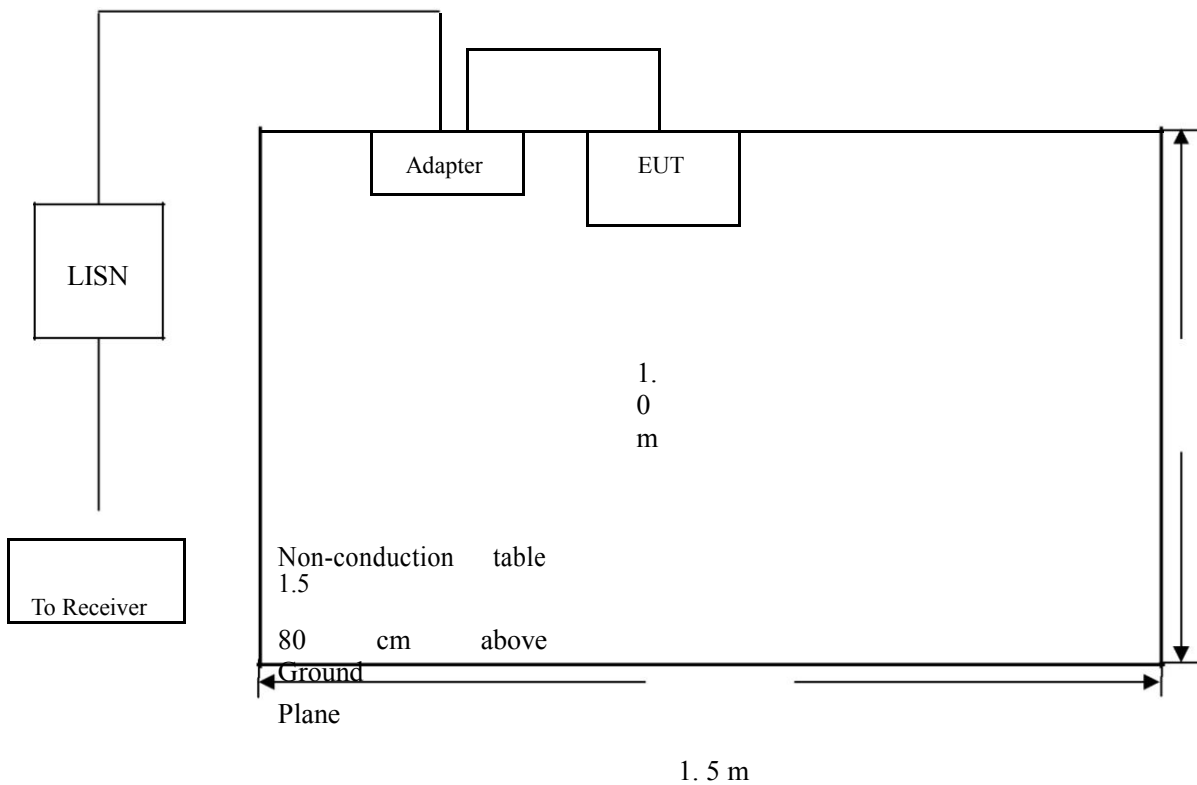 Adapter
EUT
LISN
1.
0
m
Non-conduction table
1.5
To Receiver
80 cm above
Ground
Plane
1. 5 m